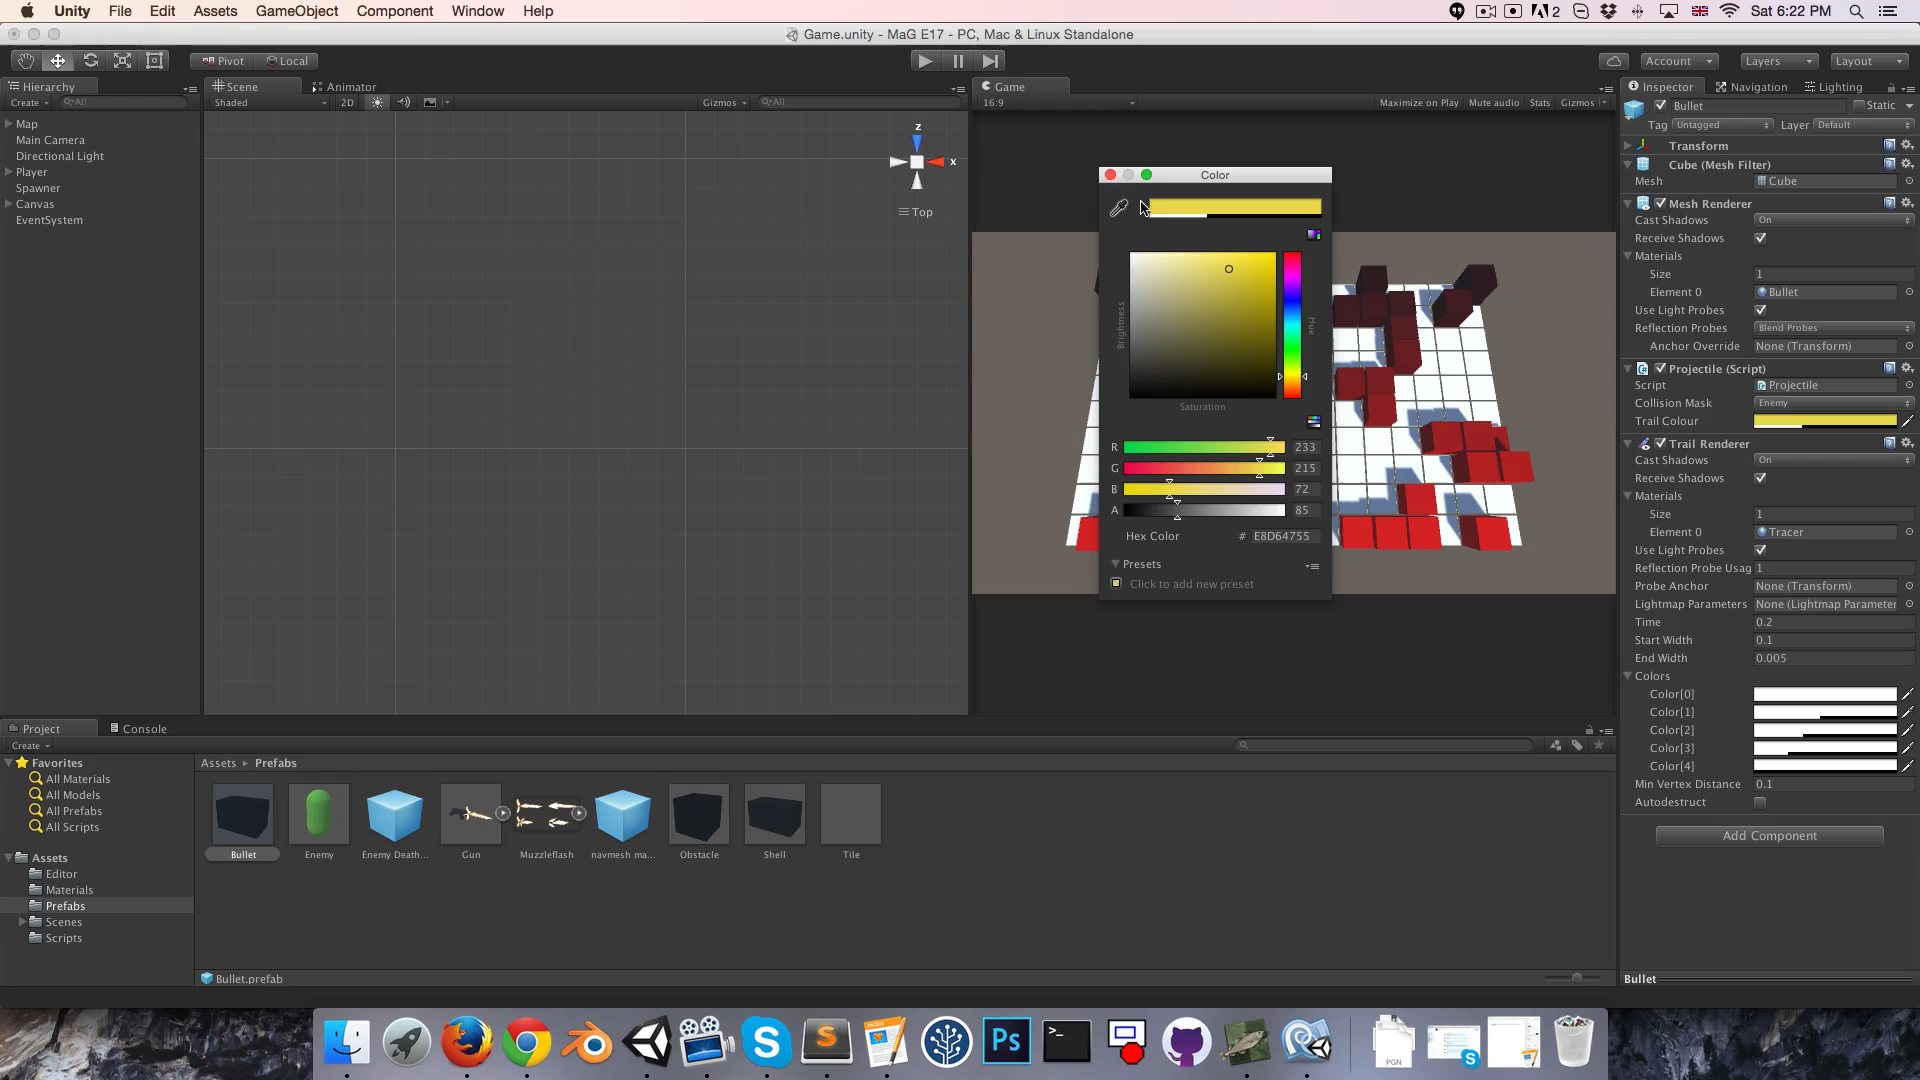 Unity File Edit Assets GameObject Component Window Help
2 Sat 6:22 PM
Game.unity - MaG E17 - PC, Mac & Linux Standalone
Pivot Local
Account Layers Layout
Hierarchy
Create All
Map
Main Camera
Directional Light
Player
Spawner
Canvas
EventSystem
Scene Animator
Shaded 2D Gizmos All
z
x
Top
Game
16:9 Maximize on Play Mute audio Stats Gizmos
Color
Brightness
Hue
Saturation
R 233
G 215
B 72
A 85
Hex Color # E8D64755
Presets
Click to add new preset
Inspector Navigation Lighting
Bullet Static
Tag Untagged Layer Default
Transform
Cube (Mesh Filter)
Mesh Cube
Mesh Renderer
Cast Shadows On
Receive Shadows
Materials
Size 1
Element 0 Bullet
Use Light Probes
Reflection Probes Blend Probes
Anchor Override None (Transform)
Projectile (Script)
Script Projectile
Collision Mask Enemy
Trail Colour
Trail Renderer
Cast Shadows On
Receive Shadows
Materials
Size 1
Element 0 Tracer
Use Light Probes
Reflection Probe Usag 1
Probe Anchor None (Transform)
Lightmap Parameters None (Lightmap Parameter
Time 0.2
Start Width 0.1
End Width 0.005
Colors
Color[0]
Color[1]
Color[2]
Color[3]
Color[4]
Min Vertex Distance 0.1
Autodestruct
Add Component
Bullet
Project Console
Create
Favorites
All Materials
All Models
All Prefabs
All Scripts
Assets
Editor
Materials
Prefabs
Scenes
Scripts
Assets Prefabs
Bullet Enemy Enemy Death... Gun Muzzleflash navmesh ma... Obstacle Shell Tile
Bullet.prefab
Ps
PGN